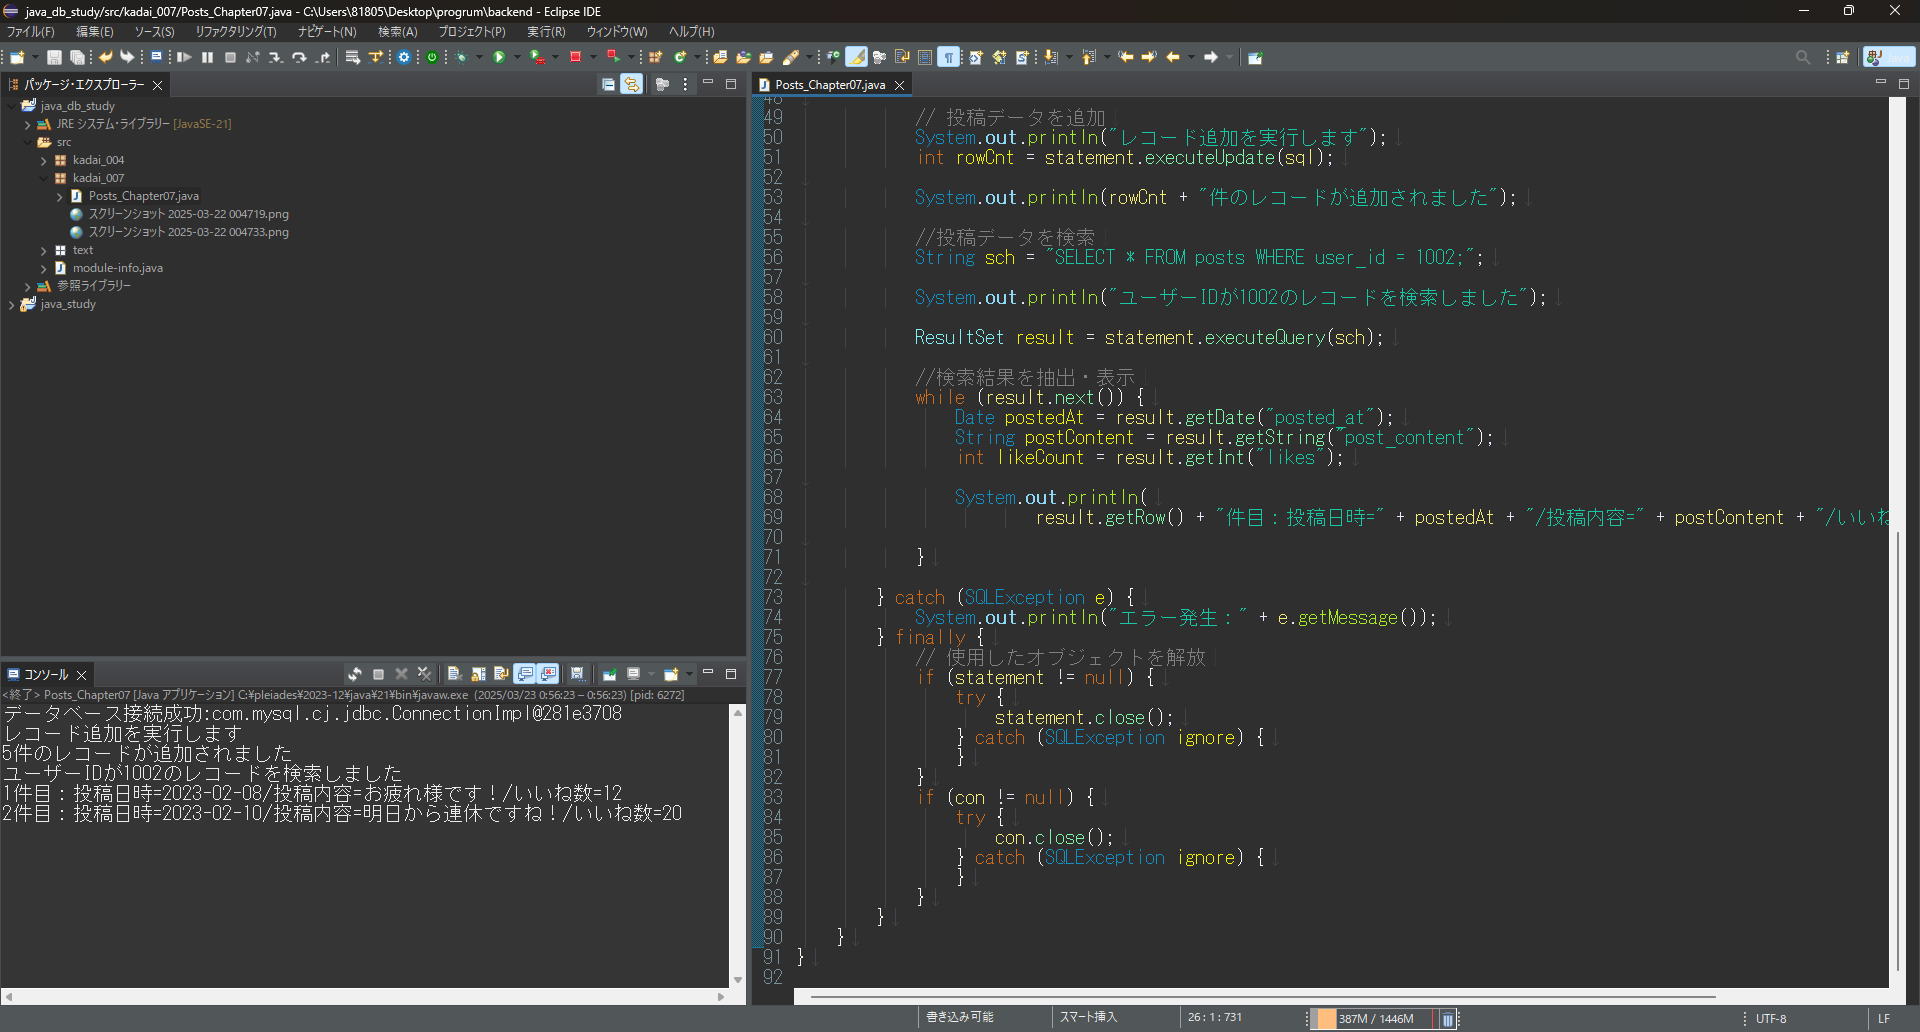 java_db_study/src/kadai_007/Posts_Chapter07.java - C:\Users\81805\Desktop\progrum\backend - Eclipse IDE
ファイル(F) 編集(E) ソース(S) リファクタリング(T) ナビゲート(N) 検索(A) プロジェクト(P) 実行(R) ウィンドウ(W) ヘルプ(H)
パッケージ・エクスプローラー
java_db_study
JRE システム・ライブラリー [JavaSE-21]
src
kadai_004
kadai_007
Posts_Chapter07.java
スクリーンショット 2025-03-22 004719.png
スクリーンショット 2025-03-22 004733.png
text
module-info.java
参照ライブラリー
java_study
コンソール
<終了> Posts_Chapter07 [Java アプリケーション] C:¥pleiades¥2023-12¥java¥21¥bin¥javaw.exe (2025/03/23 0:56:23 – 0:56:23) [pid: 6272]
データベース接続成功:com.mysql.cj.jdbc.ConnectionImpl@281e3708
レコード追加を実行します
5件のレコードが追加されました
ユーザーIDが1002のレコードを検索しました
1件目：投稿日時=2023-02-08/投稿内容=お疲れ様です！/いいね数=12
2件目：投稿日時=2023-02-10/投稿内容=明日から連休ですね！/いいね数=20
Posts_Chapter07.java
48
49 // 投稿データを追加
50 System.out.println("レコード追加を実行します");
51 int rowCnt = statement.executeUpdate(sql);
52
53 System.out.println(rowCnt + "件のレコードが追加されました");
54
55 //投稿データを検索
56 String sch = "SELECT * FROM posts WHERE user_id = 1002;";
57
58 System.out.println("ユーザーIDが1002のレコードを検索しました");
59
60 ResultSet result = statement.executeQuery(sch);
61
62 //検索結果を抽出・表示
63 while (result.next()) {
64 Date postedAt = result.getDate("posted_at");
65 String postContent = result.getString("post_content");
66 int likeCount = result.getInt("likes");
67
68 System.out.println(
69 result.getRow() + "件目：投稿日時=" + postedAt + "/投稿内容=" + postContent + "/いいね
70
71 }
72
73 } catch (SQLException e) {
74 System.out.println("エラー発生：" + e.getMessage());
75 } finally {
76 // 使用したオブジェクトを解放
77 if (statement != null) {
78 try {
79 statement.close();
80 } catch (SQLException ignore) {
81 }
82 }
83 if (con != null) {
84 try {
85 con.close();
86 } catch (SQLException ignore) {
87 }
88 }
89 }
90 }
91 }
92
書き込み可能 スマート挿入 26 : 1 : 731 387M / 1446M UTF-8 LF